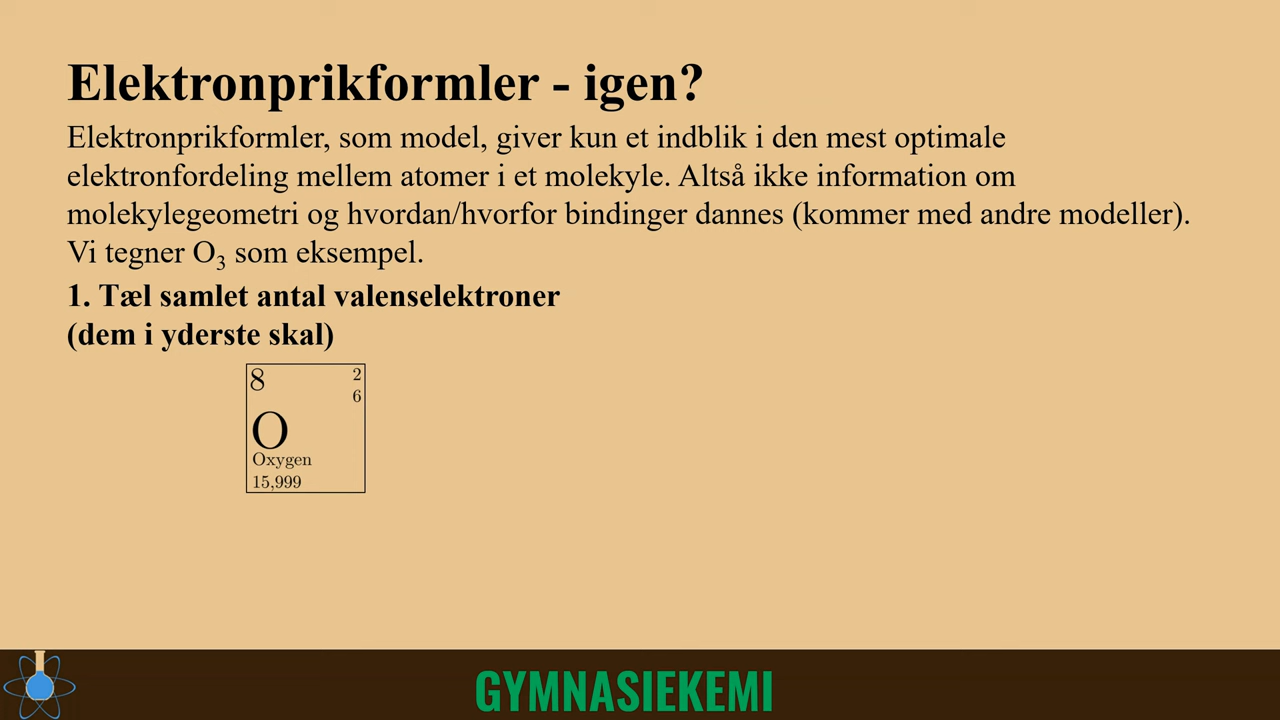 Elektronprikformler - igen?
Elektronprikformler, som model, giver kun et indblik i den mest optimale
elektronfordeling mellem atomer i et molekyle. Altså ikke information om
molekylegeometri og hvordan/hvorfor bindinger dannes (kommer med andre modeller).
Vi tegner O₃ som eksempel.
1. Tæl samlet antal valenselektroner
(dem i yderste skal)
8 2
6
O
Oxygen
15,999
GYMNASIEKEMI